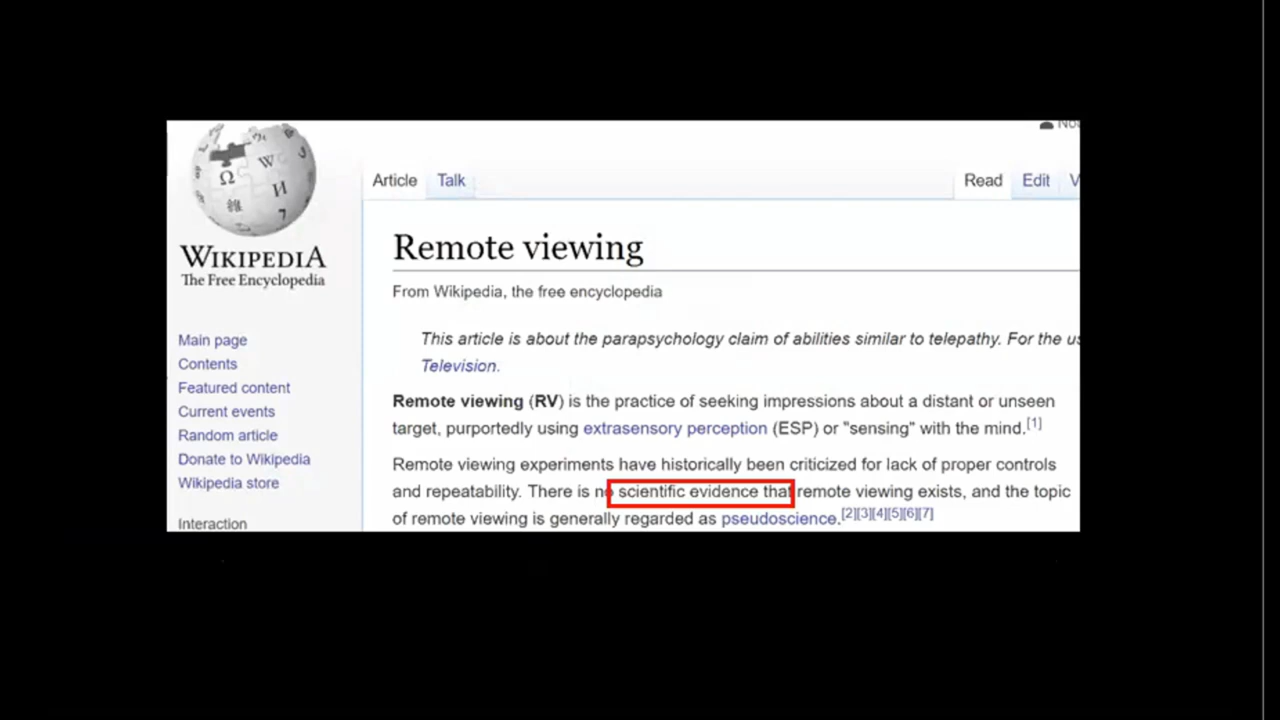 Article Talk Read Edit
Remote viewing
WIKIPEDIA
The Free Encyclopedia
From Wikipedia, the free encyclopedia
This article is about the parapsychology claim of abilities similar to telepathy. For the
Television.
Remote viewing (RV) is the practice of seeking impressions about a distant or unseen
target, purportedly using extrasensory perception (ESP) or "sensing" with the mind.[1]
Remote viewing experiments have historically been criticized for lack of proper controls
and repeatability. There is no scientific evidence that remote viewing exists, and the topic
of remote viewing is generally regarded as pseudoscience.[2][3][4][5][6][7]
Main page
Contents
Featured content
Current events
Random article
Donate to Wikipedia
Wikipedia store
Interaction